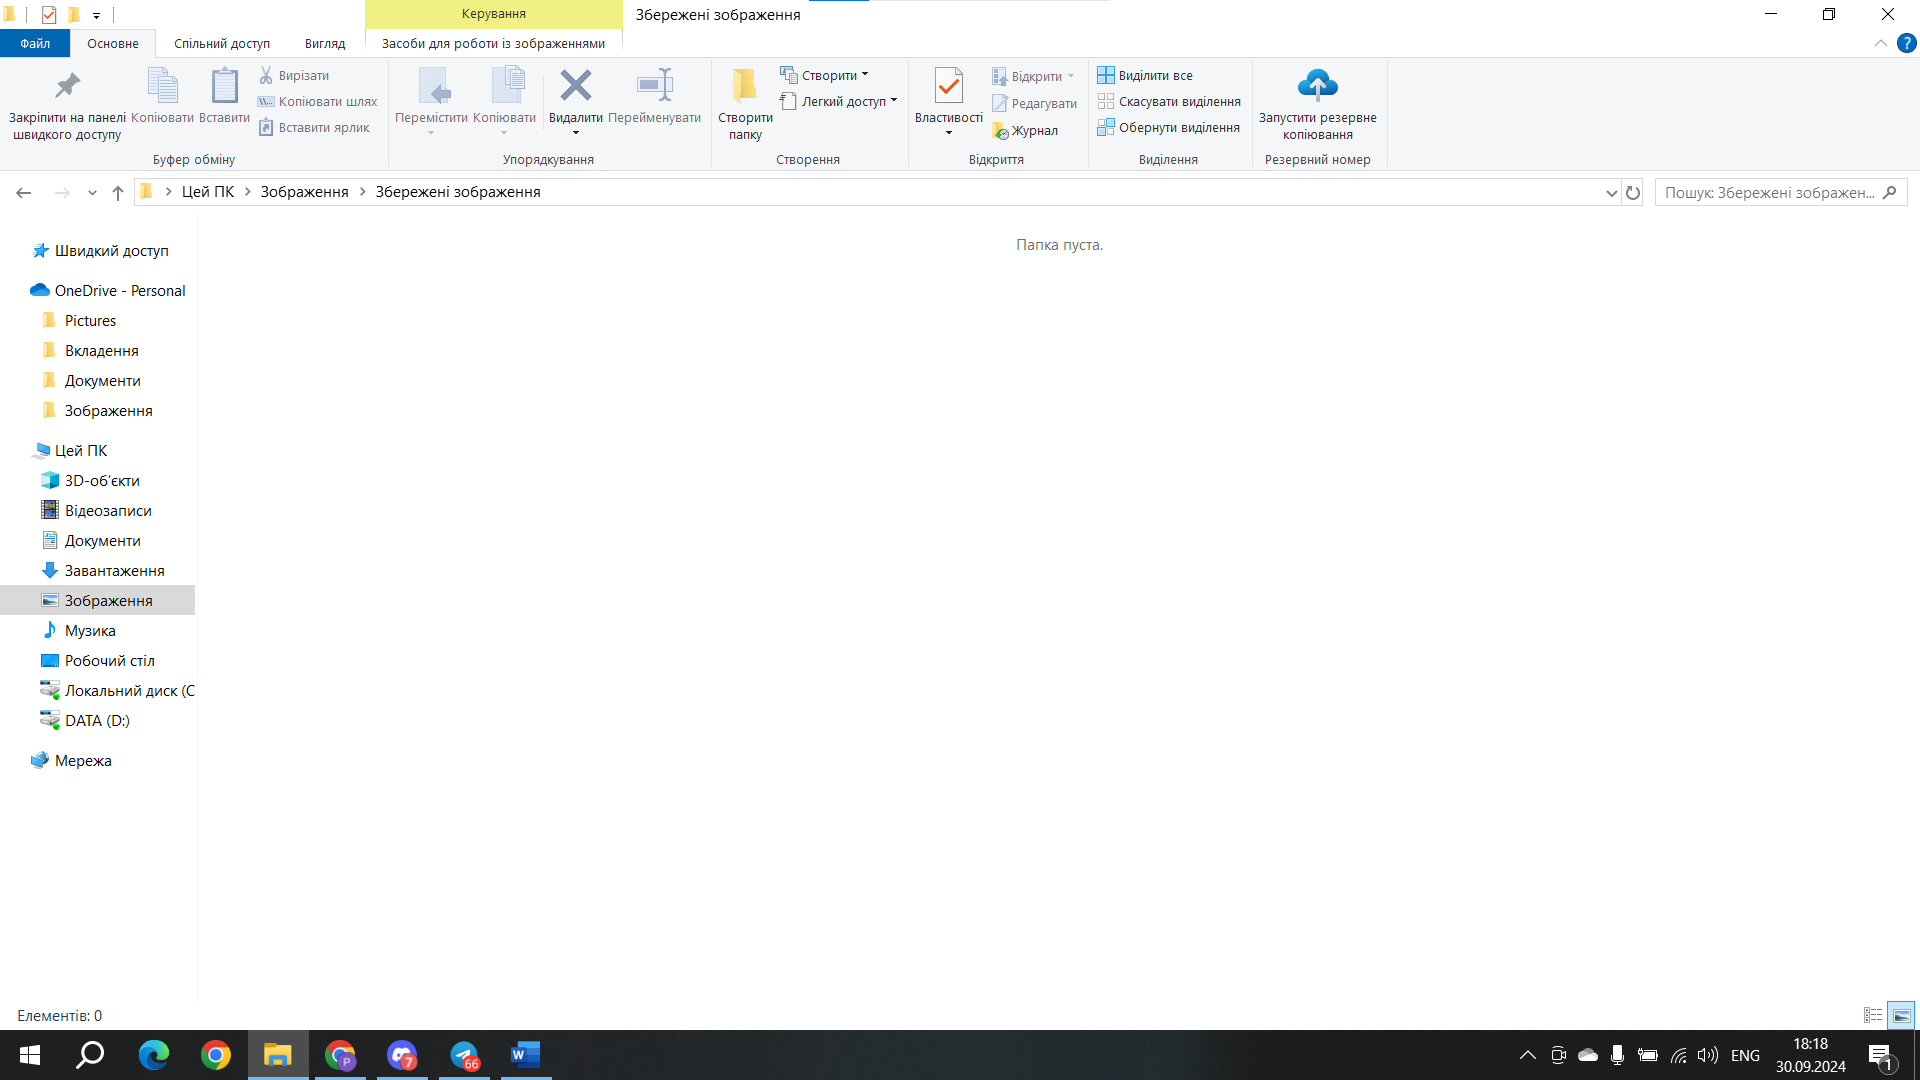 Керування
Збережені зображення
Файл
Основне
Спільний доступ
Вигляд
Засоби для роботи із зображеннями
?
Закріпити на панелі
швидкого доступу
Копіювати
Вставити
Вирізати
Копіювати шлях
Вставити ярлик
Буфер обміну
Перемістити
Копіювати
Видалити
Перейменувати
Упорядкування
Створити
папку
Створити
Легкий доступ
Створення
Властивості
Відкрити
Редагувати
Журнал
Відкриття
Виділити все
Скасувати виділення
Обернути виділення
Виділення
Запустити резервне
копіювання
Резервний номер
Цей ПК > Зображення > Збережені зображення
Пошук: Збережені зображен...
Папка пуста.
Швидкий доступ
OneDrive - Personal
Pictures
Вкладення
Документи
Зображення
Цей ПК
3D-об'єкти
Відеозаписи
Документи
Завантаження
Зображення
Музика
Робочий стіл
Локальний диск (C
DATA (D:)
Мережа
Елементів: 0
P
7
66
W
ENG
18:18
30.09.2024
1